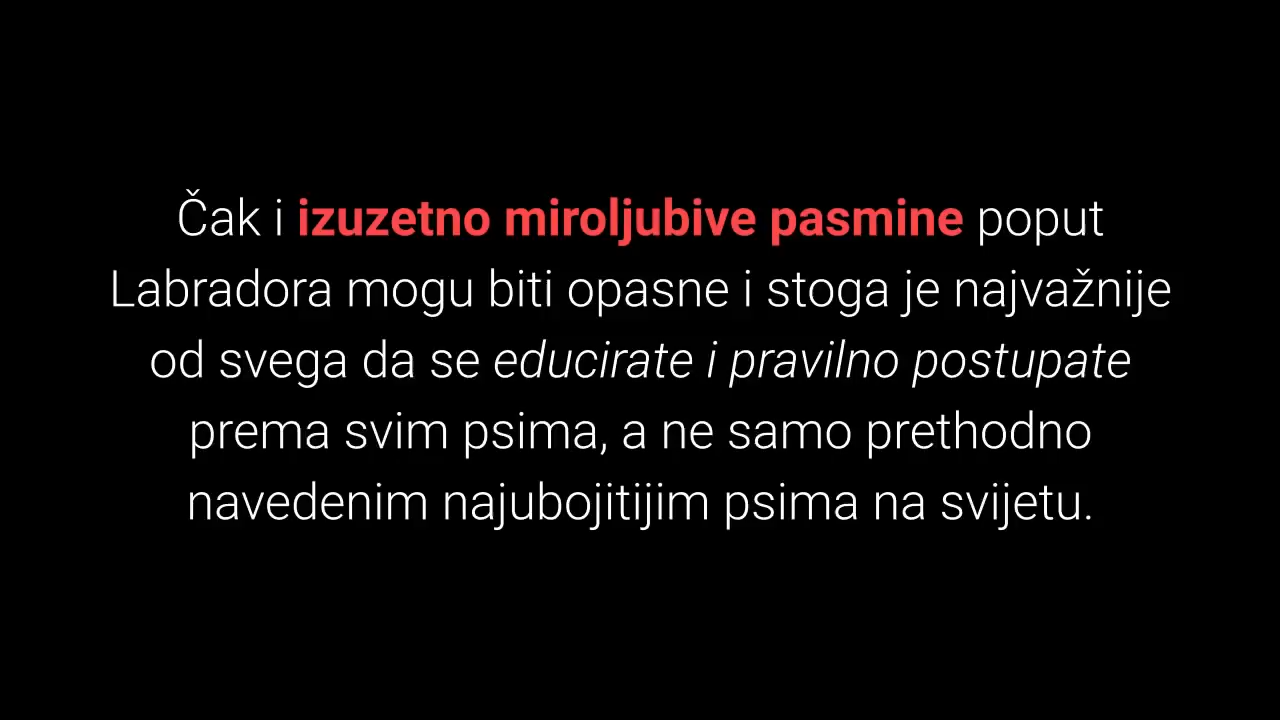 Čak i izuzetno miroljubive pasmine poput
Labradora mogu biti opasne i stoga je najvažnije
od svega da se educirate i pravilno postupate
prema svim psima, a ne samo prethodno
navedenim najubojitijim psima na svijetu.